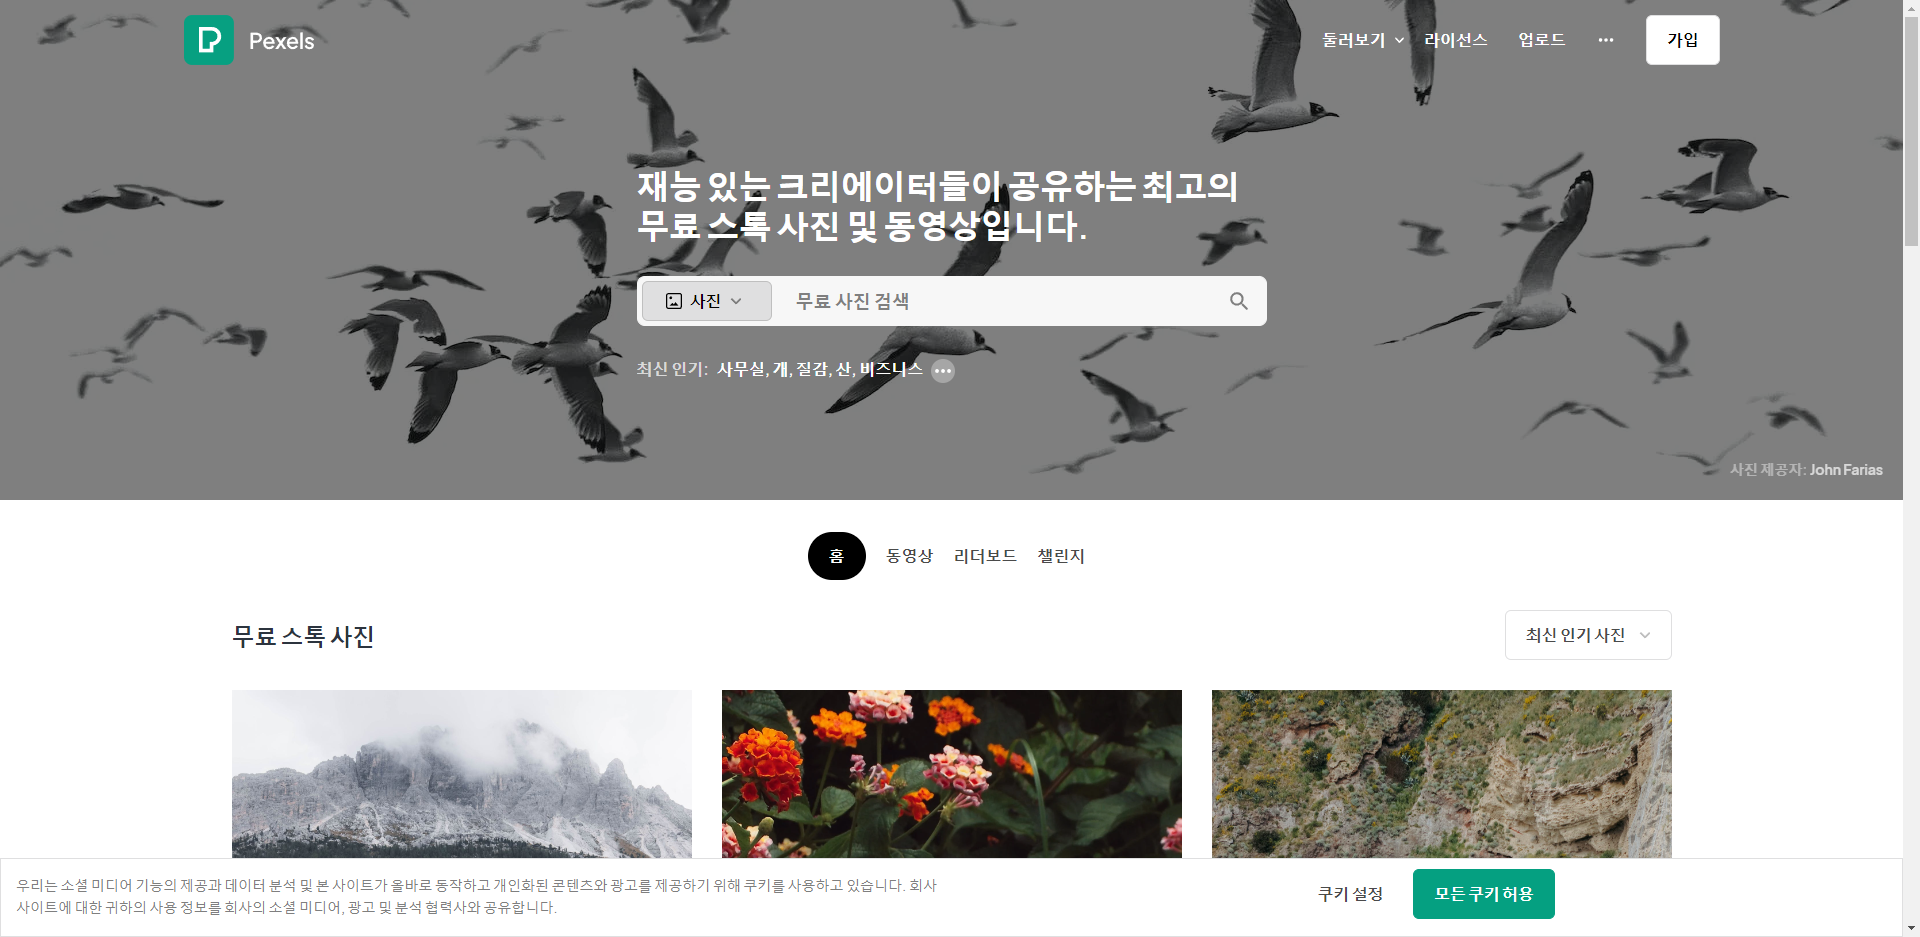 Pexels
둘러보기
라이선스
업로드
가입
재능 있는 크리에이터들이 공유하는 최고의
무료 스톡 사진 및 동영상입니다.
사진
무료 사진 검색
최신 인기: 사무실, 개, 질감, 산, 비즈니스
사진 제공자: John Farias
홈
동영상
리더보드
챌린지
무료 스톡 사진
최신 인기 사진
우리는 소셜 미디어 기능의 제공과 데이터 분석 및 본 사이트가 올바로 동작하고 개인화된 콘텐츠와 광고를 제공하기 위해 쿠키를 사용하고 있습니다. 회사
사이트에 대한 귀하의 사용 정보를 회사의 소셜 미디어, 광고 및 분석 협력사와 공유합니다.
쿠키 설정
모든 쿠키 허용